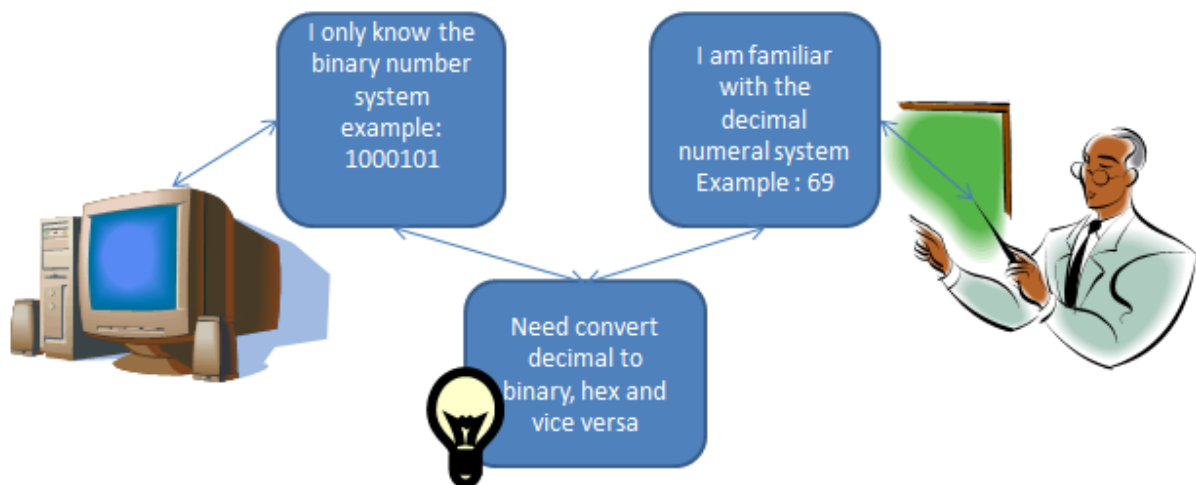 I only know the
binary number
system
example:
1000101
I am familiar
with the
decimal
numeral system
Example : 69
Need convert
decimal to
binary, hex and
vice versa